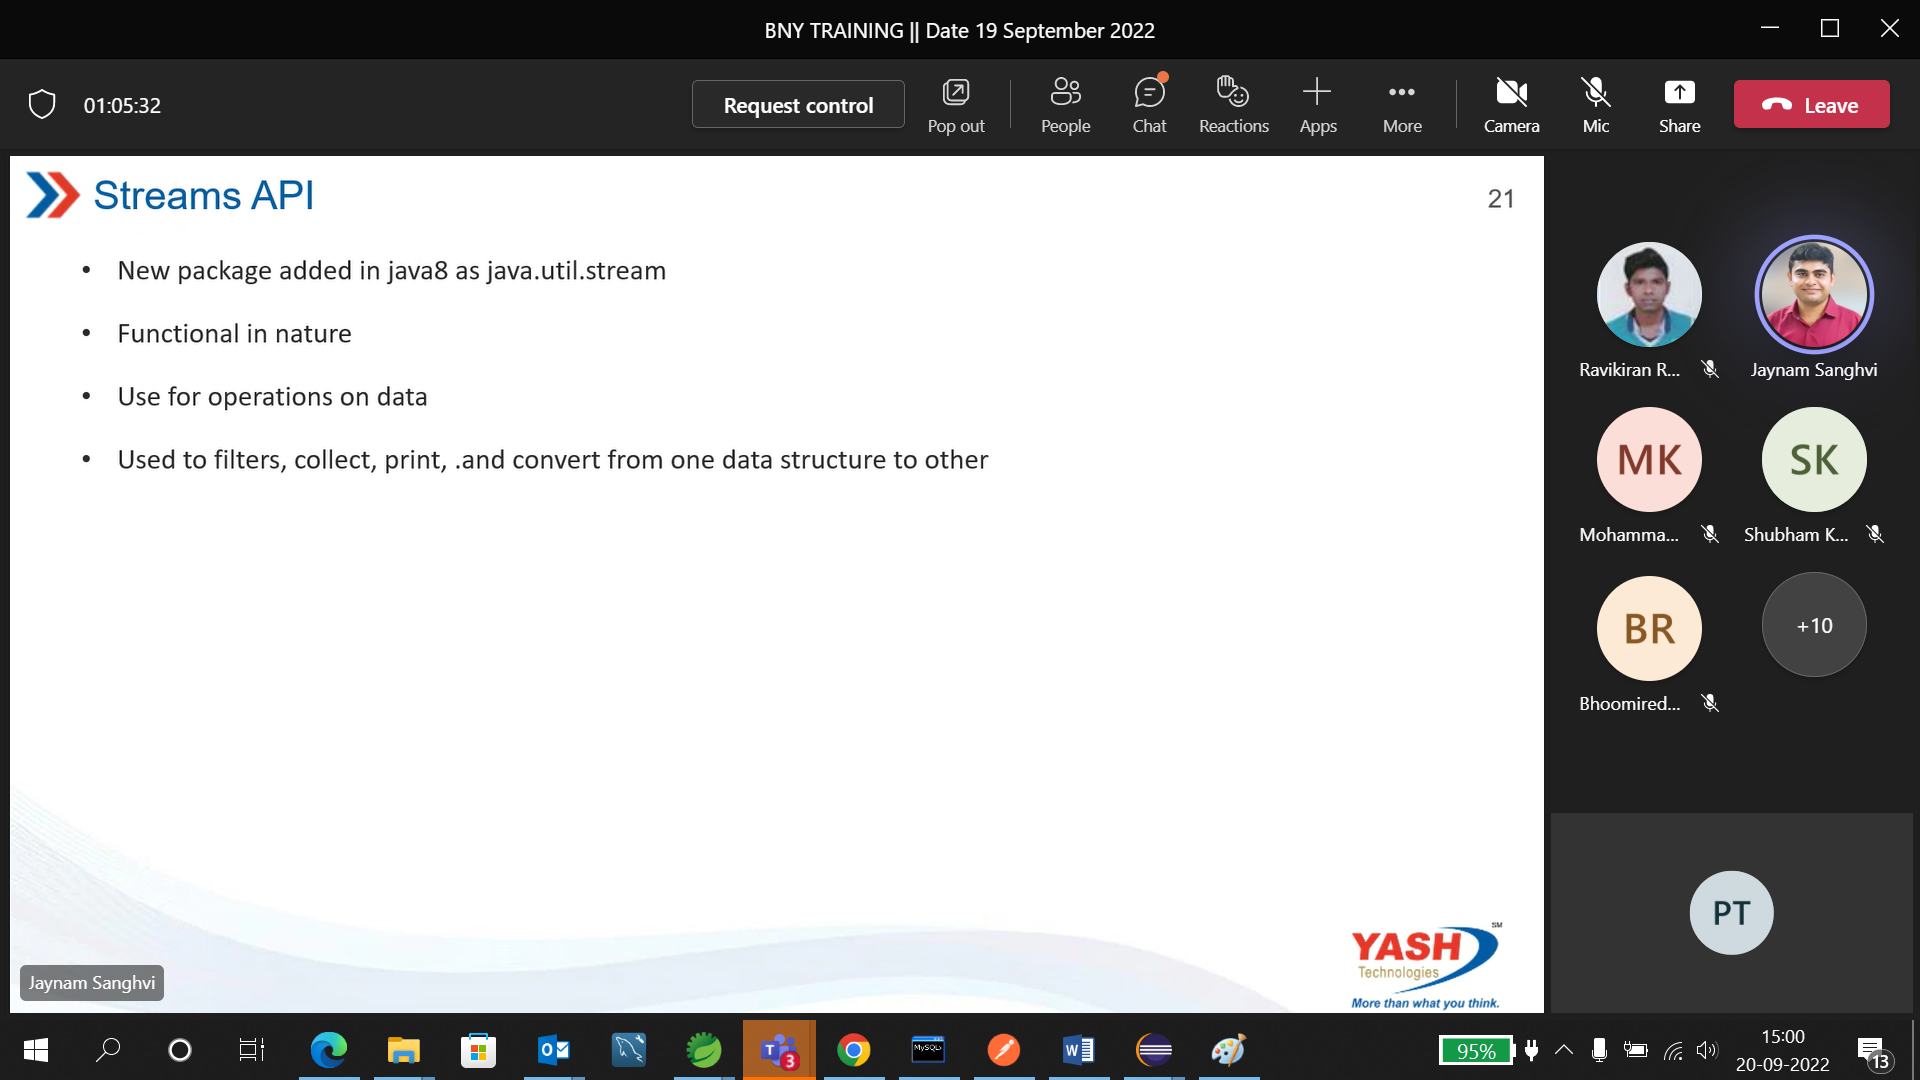 BNY TRAINING || Date 19 September 2022
01:05:32
Request control
Pop out
People
Chat
Reactions
Apps
More
Camera
Mic
Share
Leave
Streams API
21
• New package added in java8 as java.util.stream
• Functional in nature
• Use for operations on data
• Used to filters, collect, print, .and convert from one data structure to other
Ravikiran R...
Jaynam Sanghvi
MK
SK
Mohamma...
Shubham K...
BR
+10
Bhoomired...
PT
YASH SM
Technologies
More than what you think.
Jaynam Sanghvi
T
3
MySQL
W
95%
15:00
20-09-2022
13